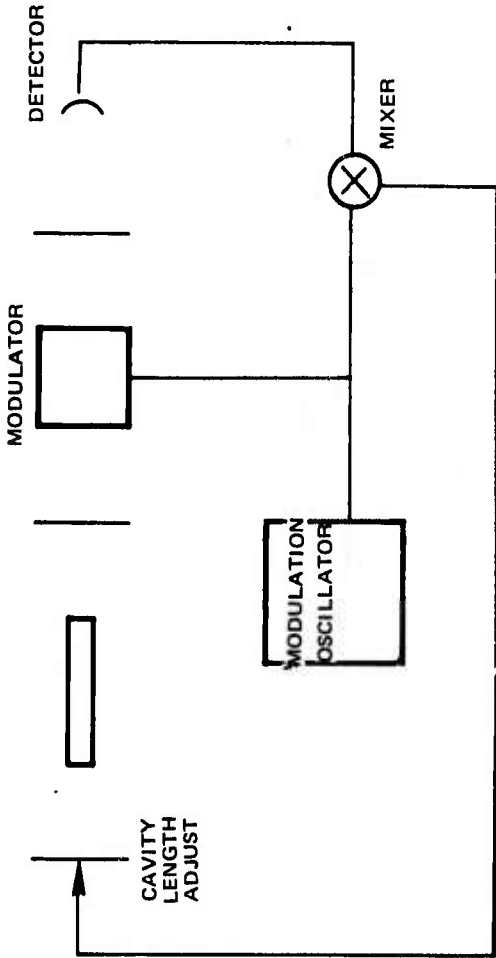 DETECTOR
MODULATOR
MIXER
MODULATION
OSCILLATOR
CAVITY
LENGTH
ADJUST